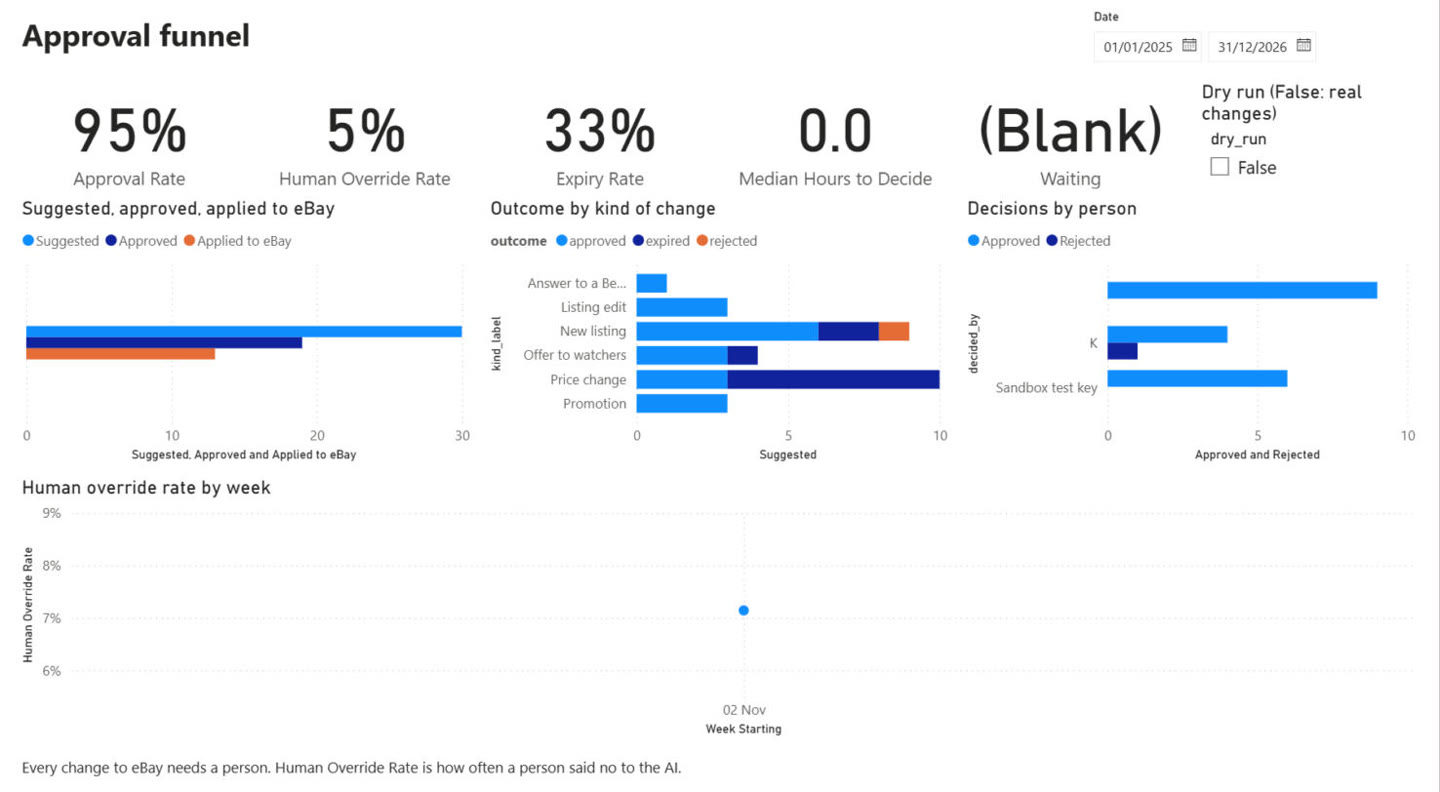 Approval funnel
Date
01/01/2025
31/12/2026
95%
Approval Rate
5%
Human Override Rate
33%
Expiry Rate
0.0
Median Hours to Decide
(Blank)
Waiting
Dry run (False: real
changes)
dry_run
False
Suggested, approved, applied to eBay
Suggested Approved Applied to eBay
0 10 20 30
Suggested, Approved and Applied to eBay
Outcome by kind of change
outcome approved expired rejected
kind_label
Answer to a Be...
Listing edit
New listing
Offer to watchers
Price change
Promotion
0 5 10
Suggested
Decisions by person
Approved Rejected
decided_by
K
Sandbox test key
0 5 10
Approved and Rejected
Human override rate by week
Human Override Rate
9%
8%
7%
6%
02 Nov
Week Starting
Every change to eBay needs a person. Human Override Rate is how often a person said no to the AI.